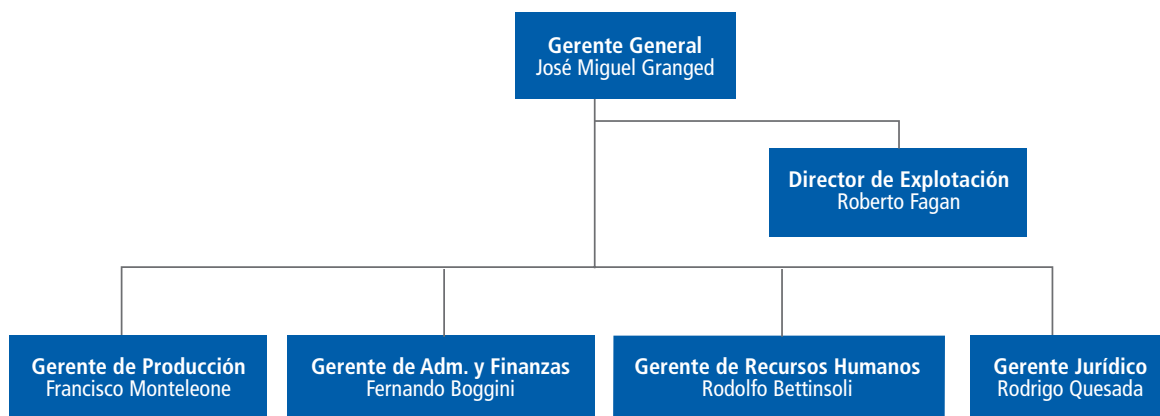 Gerente General
José Miguel Granged
Director de Explotación
Roberto Fagan
Gerente de Producción
Francisco Monteleone
Gerente de Adm. y Finanzas
Fernando Boggini
Gerente de Recursos Humanos
Rodolfo Bettinsoli
Gerente Jurídico
Rodrigo Quesada